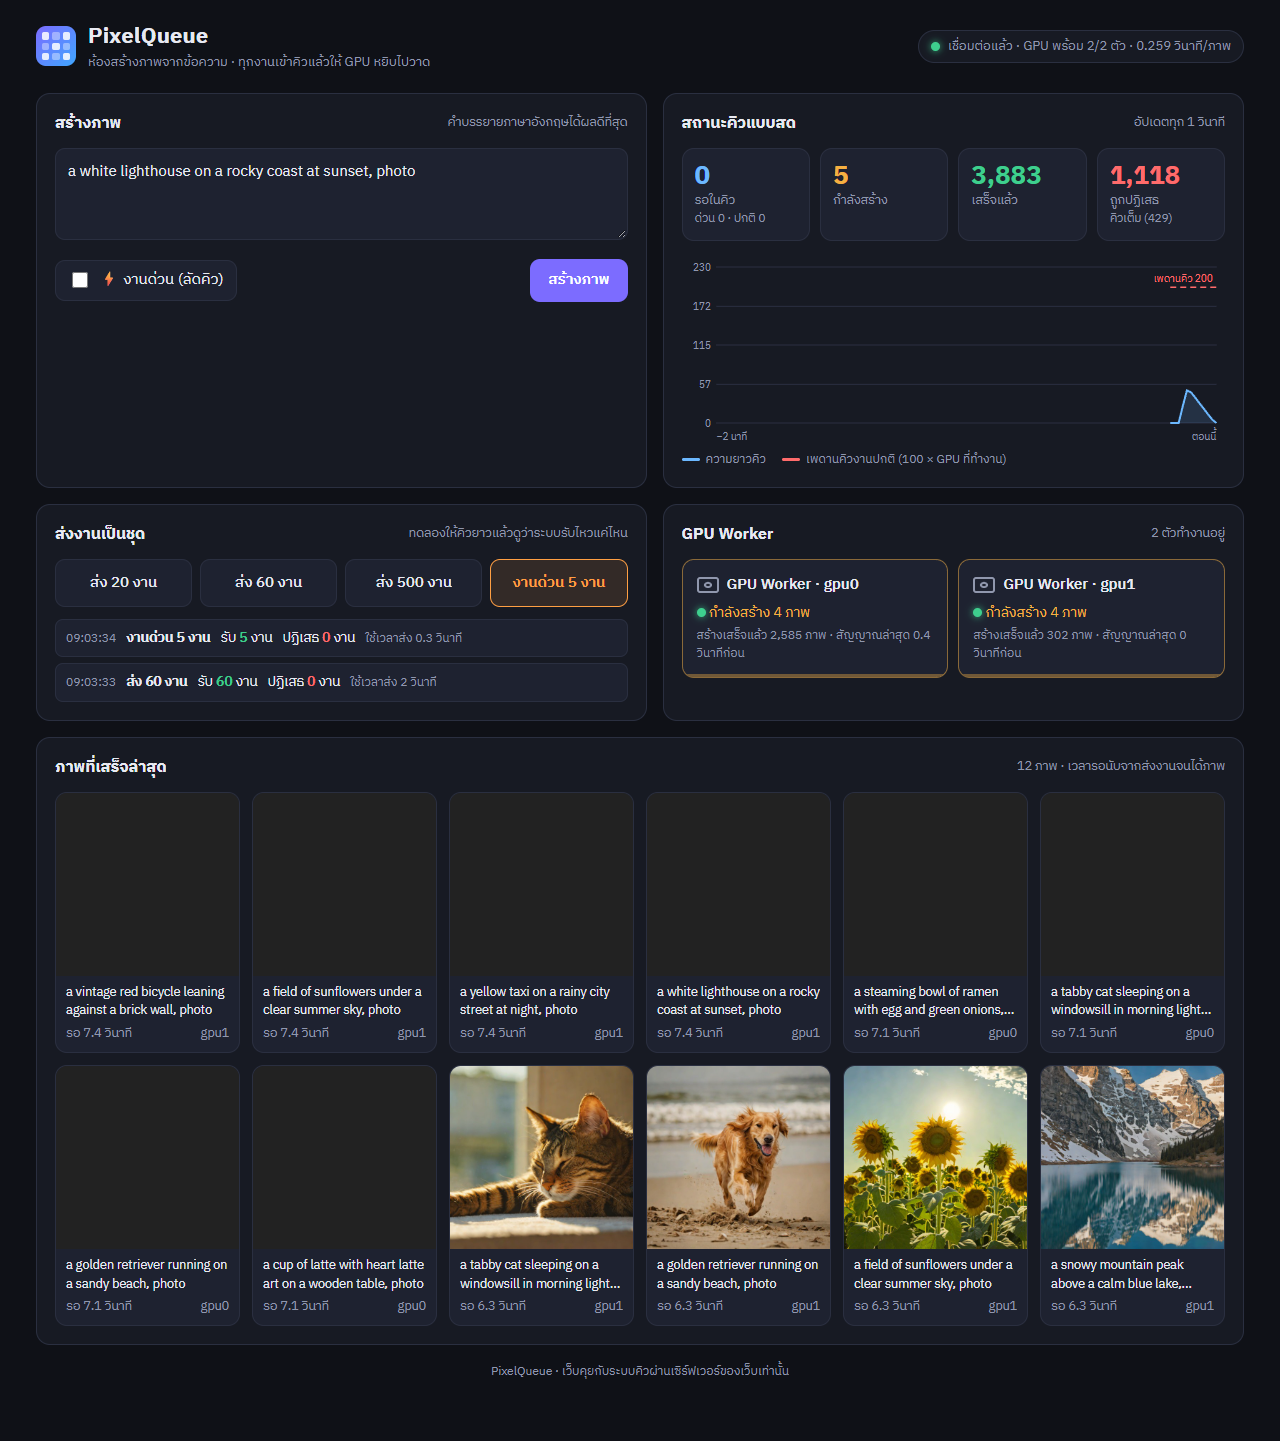 PixelQueue
ห้องสร้างภาพจากข้อความ · ทุกงานเข้าคิวแล้วให้ GPU หยิบไปวาด
เชื่อมต่อแล้ว · GPU พร้อม 2/2 ตัว · 0.259 วินาที/ภาพ
สร้างภาพ
คำบรรยายภาษาอังกฤษได้ผลดีที่สุด
a white lighthouse on a rocky coast at sunset, photo
งานด่วน (ลัดคิว)
สร้างภาพ
สถานะคิวแบบสด
อัปเดตทุก 1 วินาที
0
รอในคิว
ด่วน 0 · ปกติ 0
5
กำลังสร้าง
3,883
เสร็จแล้ว
1,118
ถูกปฏิเสธ
คิวเต็ม (429)
230
172
115
57
0
เพดานคิว 200
−2 นาที
ตอนนี้
ความยาวคิว
เพดานคิวงานปกติ (100 × GPU ที่ทำงาน)
ส่งงานเป็นชุด
ทดลองให้คิวยาวแล้วดูว่าระบบรับไหวแค่ไหน
ส่ง 20 งาน
ส่ง 60 งาน
ส่ง 500 งาน
งานด่วน 5 งาน
09:03:34 งานด่วน 5 งาน รับ 5 งาน ปฏิเสธ 0 งาน ใช้เวลาส่ง 0.3 วินาที
09:03:33 ส่ง 60 งาน รับ 60 งาน ปฏิเสธ 0 งาน ใช้เวลาส่ง 2 วินาที
GPU Worker
2 ตัวทำงานอยู่
GPU Worker · gpu0
กำลังสร้าง 4 ภาพ
สร้างเสร็จแล้ว 2,585 ภาพ · สัญญาณล่าสุด 0.4
วินาทีก่อน
GPU Worker · gpu1
กำลังสร้าง 4 ภาพ
สร้างเสร็จแล้ว 302 ภาพ · สัญญาณล่าสุด 0
วินาทีก่อน
ภาพที่เสร็จล่าสุด
12 ภาพ · เวลารอนับจากส่งงานจนได้ภาพ
a vintage red bicycle leaning
against a brick wall, photo
รอ 7.4 วินาที gpu1
a field of sunflowers under a
clear summer sky, photo
รอ 7.4 วินาที gpu1
a yellow taxi on a rainy city
street at night, photo
รอ 7.4 วินาที gpu1
a white lighthouse on a rocky
coast at sunset, photo
รอ 7.4 วินาที gpu1
a steaming bowl of ramen
with egg and green onions,...
รอ 7.1 วินาที gpu0
a tabby cat sleeping on a
windowsill in morning light...
รอ 7.1 วินาที gpu0
a golden retriever running on
a sandy beach, photo
รอ 7.1 วินาที gpu0
a cup of latte with heart latte
art on a wooden table, photo
รอ 7.1 วินาที gpu0
a tabby cat sleeping on a
windowsill in morning light...
รอ 6.3 วินาที gpu1
a golden retriever running on
a sandy beach, photo
รอ 6.3 วินาที gpu1
a field of sunflowers under a
clear summer sky, photo
รอ 6.3 วินาที gpu1
a snowy mountain peak
above a calm blue lake,...
รอ 6.3 วินาที gpu1
PixelQueue · เว็บคุยกับระบบคิวผ่านเซิร์ฟเวอร์ของเว็บเท่านั้น